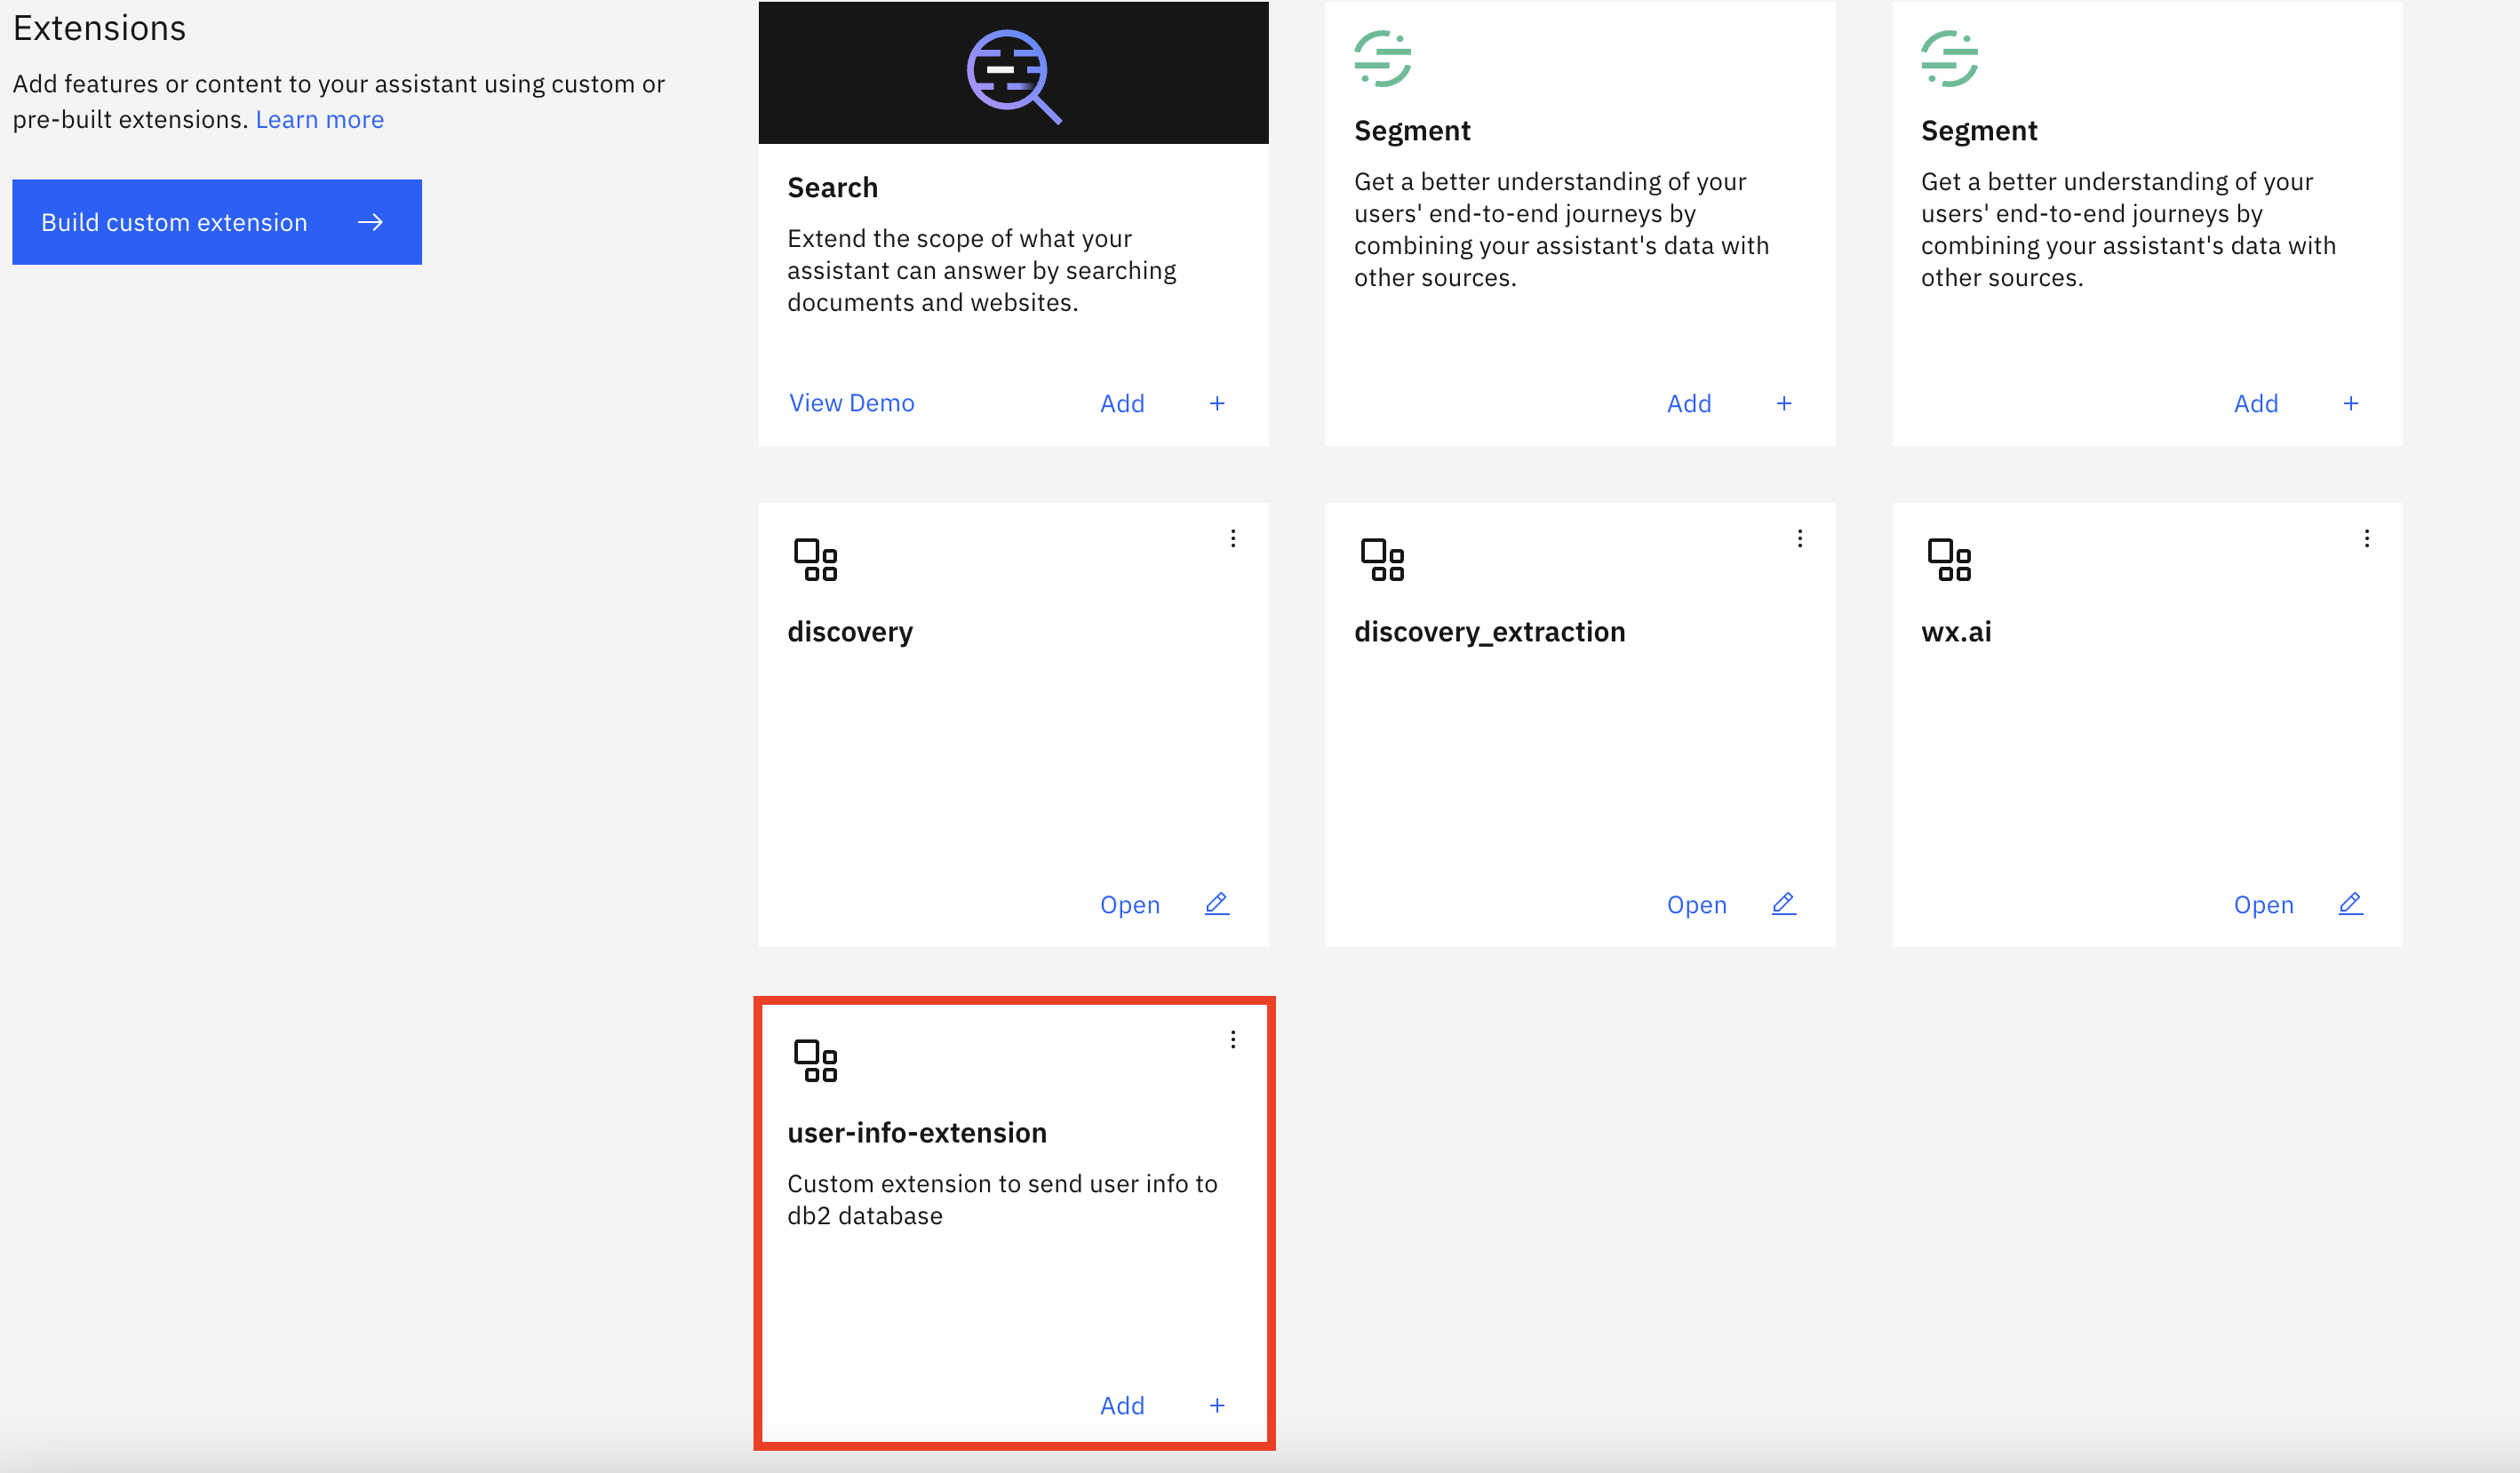 Extensions
Add features or content to your assistant using custom or
pre-built extensions. Learn more
Build custom extension
Search
Extend the scope of what your
assistant can answer by searching
documents and websites.
View Demo
Add
Segment
Get a better understanding of your
users' end-to-end journeys by
combining your assistant's data with
other sources.
Add
Segment
Get a better understanding of your
users' end-to-end journeys by
combining your assistant's data with
other sources.
Add
discovery
Open
discovery_extraction
Open
wx.ai
Open
user-info-extension
Custom extension to send user info to
db2 database
Add